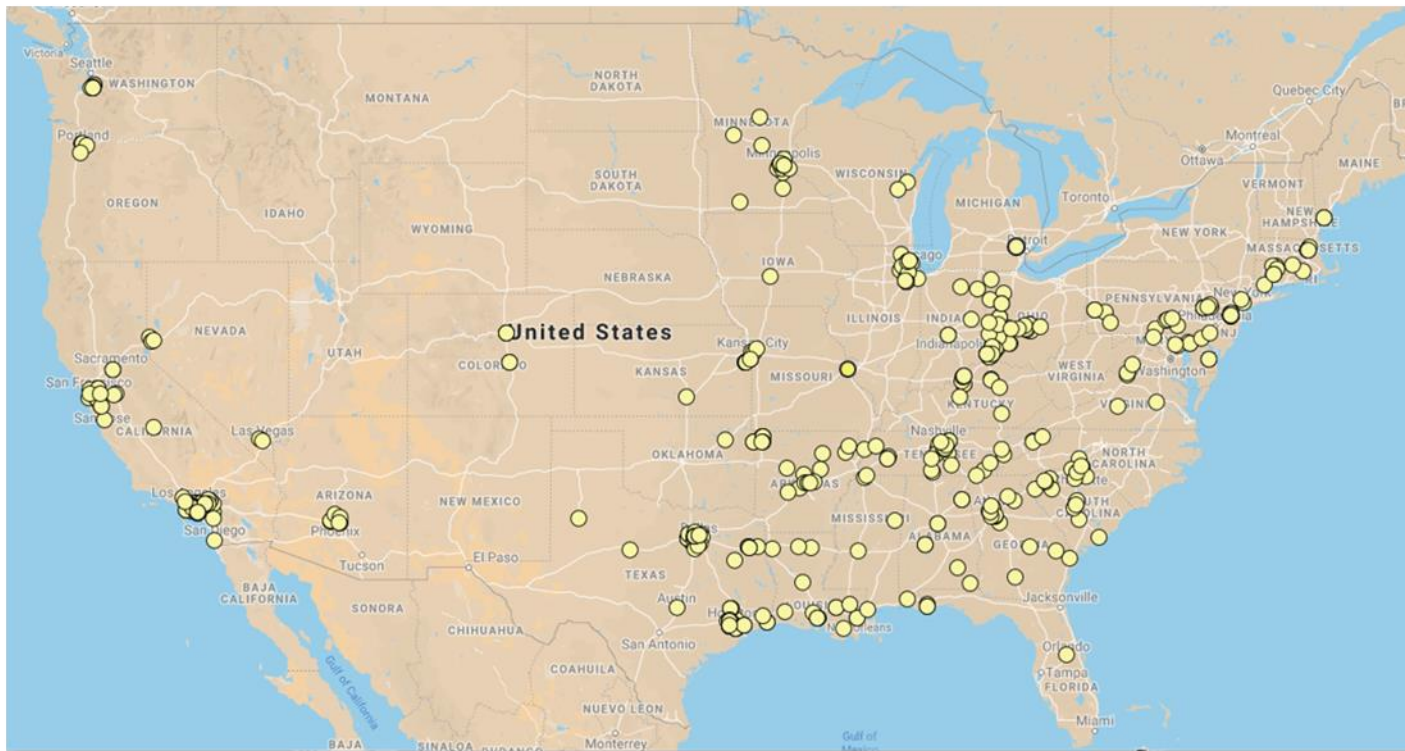 Victoria
Seattle
WASHINGTON
Portland
OREGON
IDAHO
MONTANA
NORTH
DAKOTA
SOUTH
DAKOTA
WYOMING
NEBRASKA
NEVADA
UTAH
COLORADO
United States
KANSAS
Sacramento
San Francisco
San Jose
CALIFORNIA
Las Vegas
Los Angeles
San Diego
ARIZONA
Phoenix
Tucson
NEW MEXICO
El Paso
BAJA
CALIFORNIA
SONORA
CHIHUAHUA
COAHUILA
NUEVO LEON
Monterrey
SINALOA
DURANGO
BAJA
Gulf of California
MINNESOTA
Minneapolis
WISCONSIN
MICHIGAN
IOWA
Chicago
Detroit
Toronto
Ottawa
Montreal
Quebec City
MAINE
VERMONT
NEW
HAMPSHIRE
MASSACHUSETTS
RI
NEW YORK
New York
PENNSYLVANIA
Philadelphia
NJ
Washington
ILLINOIS
INDIANA
Indianapolis
OHIO
WEST
VIRGINIA
VIRGINIA
KENTUCKY
Kansas City
MISSOURI
OKLAHOMA
ARKANSAS
Nashville
TENNESSEE
NORTH
CAROLINA
Charlotte
SOUTH
CAROLINA
MISSISSIPPI
ALABAMA
GEORGIA
Dallas
TEXAS
Austin
San Antonio
Houston
LOUISIANA
New Orleans
Jacksonville
Orlando
Tampa
FLORIDA
Miami
Gulf of
Mexico